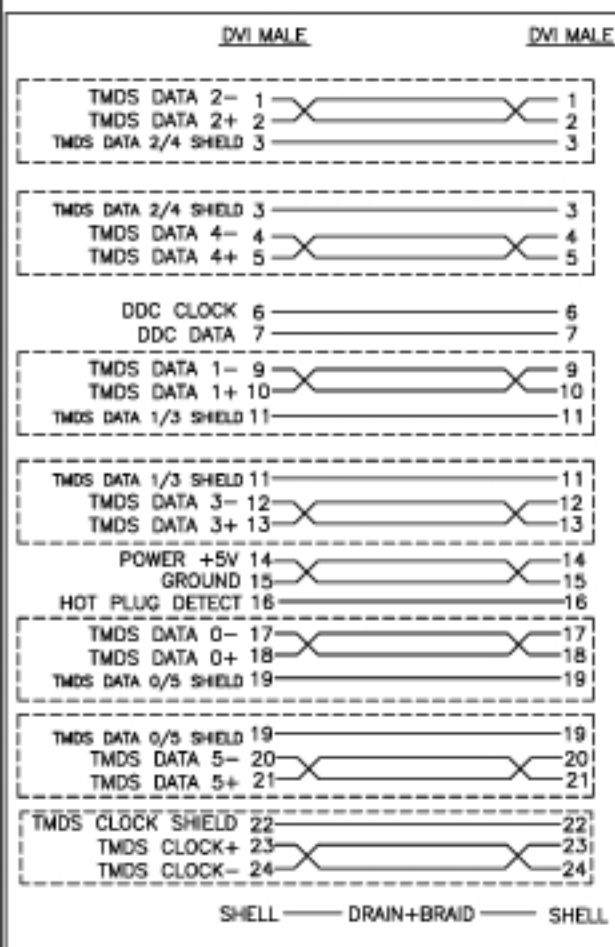 DVI MALE DVI MALE
TMDS DATA 2- 1 1
TMDS DATA 2+ 2 2
TMDS DATA 2/4 SHIELD 3 3
TMDS DATA 2/4 SHIELD 3 3
TMDS DATA 4- 4 4
TMDS DATA 4+ 5 5
DDC CLOCK 6 6
DDC DATA 7 7
TMDS DATA 1- 9 9
TMDS DATA 1+ 10 10
TMDS DATA 1/3 SHIELD 11 11
TMDS DATA 1/3 SHIELD 11 11
TMDS DATA 3- 12 12
TMDS DATA 3+ 13 13
POWER +5V 14 14
GROUND 15 15
HOT PLUG DETECT 16 16
TMDS DATA 0- 17 17
TMDS DATA 0+ 18 18
TMDS DATA 0/5 SHIELD 19 19
TMDS DATA 0/5 SHIELD 19 19
TMDS DATA 5- 20 20
TMDS DATA 5+ 21 21
TMDS CLOCK SHIELD 22 22
TMDS CLOCK+ 23 23
TMDS CLOCK- 24 24
SHELL DRAIN+BRAID SHELL